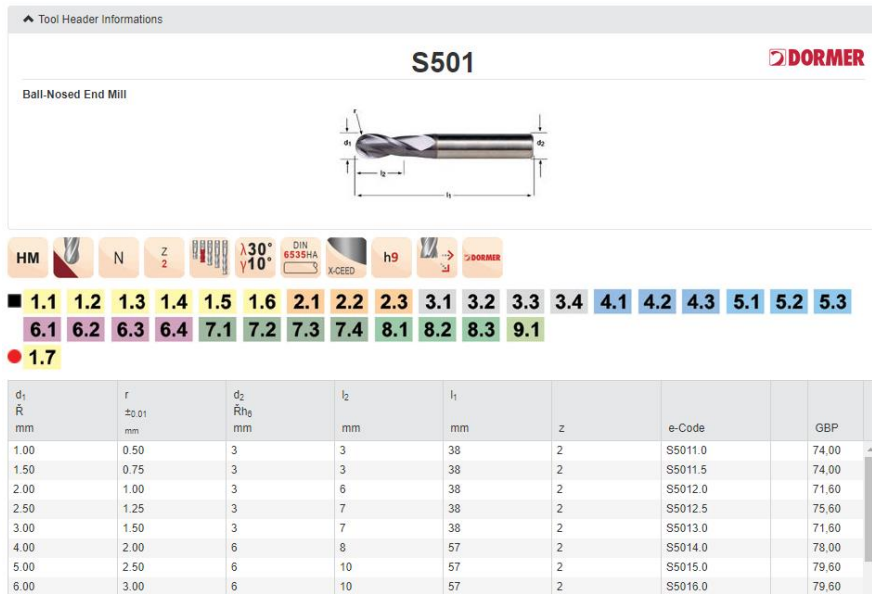 Tool Header Informations
S501
DORMER
Ball-Nosed End Mill
r
d1
d2
l2
l1
HM
N
Z
2
λ30°
γ10°
DIN
6535HA
X-CEED
h9
DORMER
1.1 1.2 1.3 1.4 1.5 1.6 2.1 2.2 2.3 3.1 3.2 3.3 3.4 4.1 4.2 4.3 5.1 5.2 5.3
6.1 6.2 6.3 6.4 7.1 7.2 7.3 7.4 8.1 8.2 8.3 9.1
1.7
d1 r d2 l2 l1
Ř ±0.01 Řh6
mm mm mm mm mm z e-Code GBP
1.00 0.50 3 3 38 2 S5011.0 74,00
1.50 0.75 3 3 38 2 S5011.5 74,00
2.00 1.00 3 6 38 2 S5012.0 71,60
2.50 1.25 3 7 38 2 S5012.5 75,60
3.00 1.50 3 7 38 2 S5013.0 71,60
4.00 2.00 6 8 57 2 S5014.0 78,00
5.00 2.50 6 10 57 2 S5015.0 79,60
6.00 3.00 6 10 57 2 S5016.0 79,60